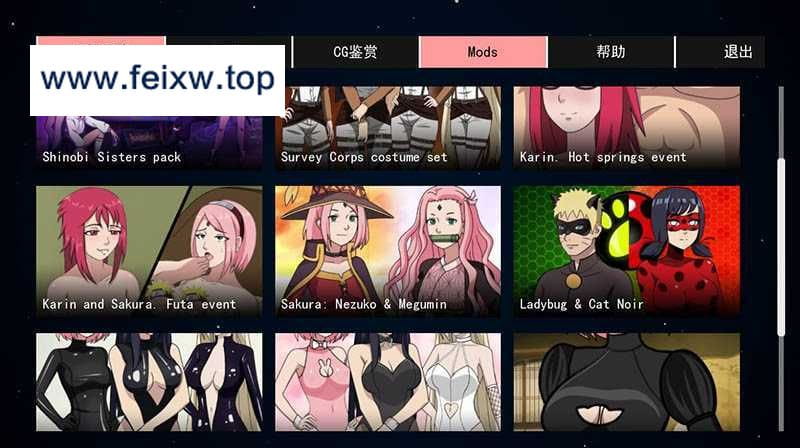 CG鉴赏
Mods
帮助
退出
www.feixw.top
Shinobi Sisters pack
Survey Corps costume set
Karin. Hot springs event
Karin and Sakura. Futa event
Sakura: Nezuko & Megumin
Ladybug & Cat Noir